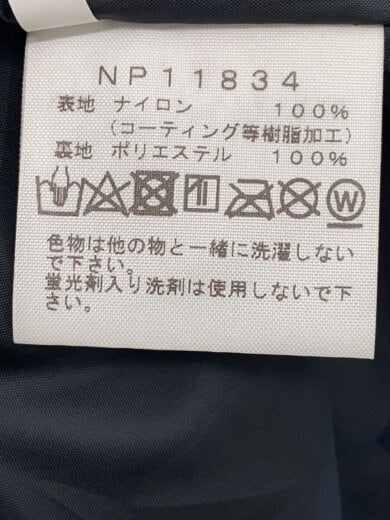 NP11834
表地 ナイロン 100%
(コーティング等樹脂加工)
裏地 ポリエステル 100%
W
色物は他の物と一緒に洗濯しない
で下さい。
蛍光剤入り洗剤は使用しないで下
さい。